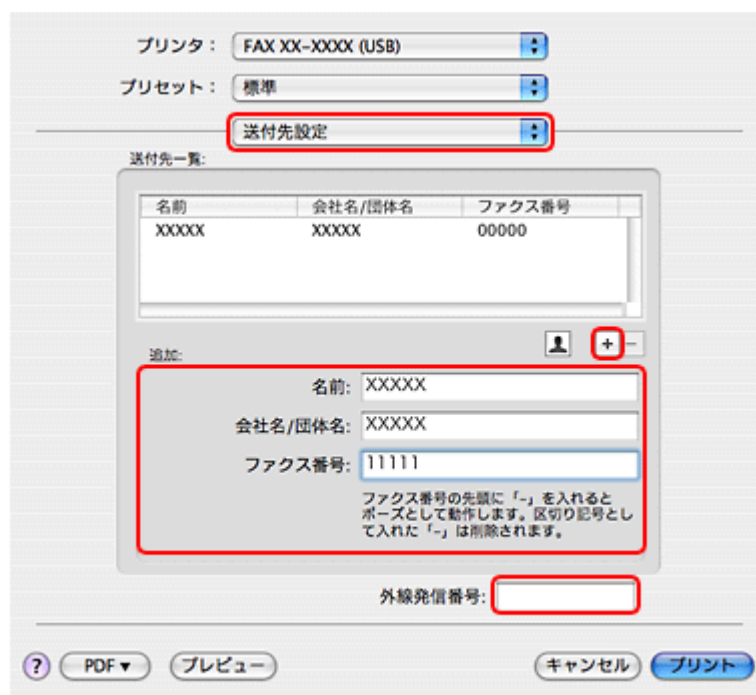 プリンタ： FAX XX-XXXX (USB)
プリセット： 標準
送付先設定
送付先一覧:
名前 会社名/団体名 ファクス番号
XXXXX XXXXX 00000
+ −
追加:
名前: XXXXX
会社名/団体名: XXXXX
ファクス番号: 11111
ファクス番号の先頭に「-」を入れると
ポーズとして動作します。区切り記号とし
て入れた「-」は削除されます。
外線発信番号:
? PDF▼ プレビュー キャンセル プリント